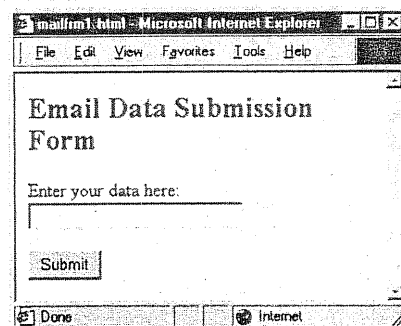 mailfrm1.html - Microsoft Internet Explorer
File Edit View Favorites Tools Help
Email Data Submission
Form
Enter your data here:
Submit
Done Internet